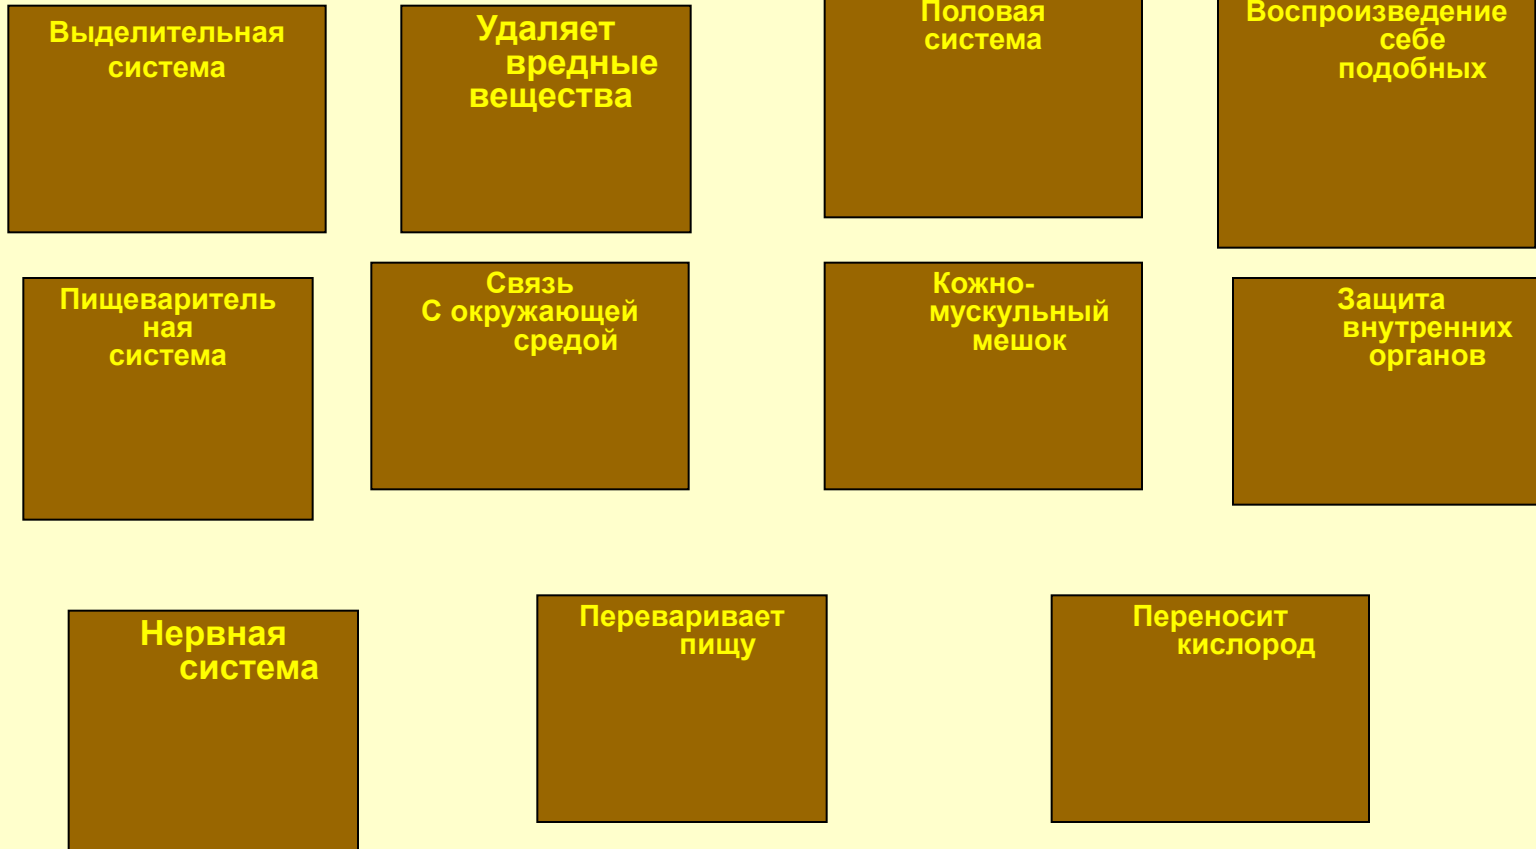 Выделительная
система
Удаляет
вредные
вещества
Половая
система
Воспроизведение
себе
подобных
Пищеваритель
ная
система
Связь
С окружающей
средой
Кожно-
мускульный
мешок
Защита
внутренних
органов
Нервная
система
Переваривает
пищу
Переносит
кислород